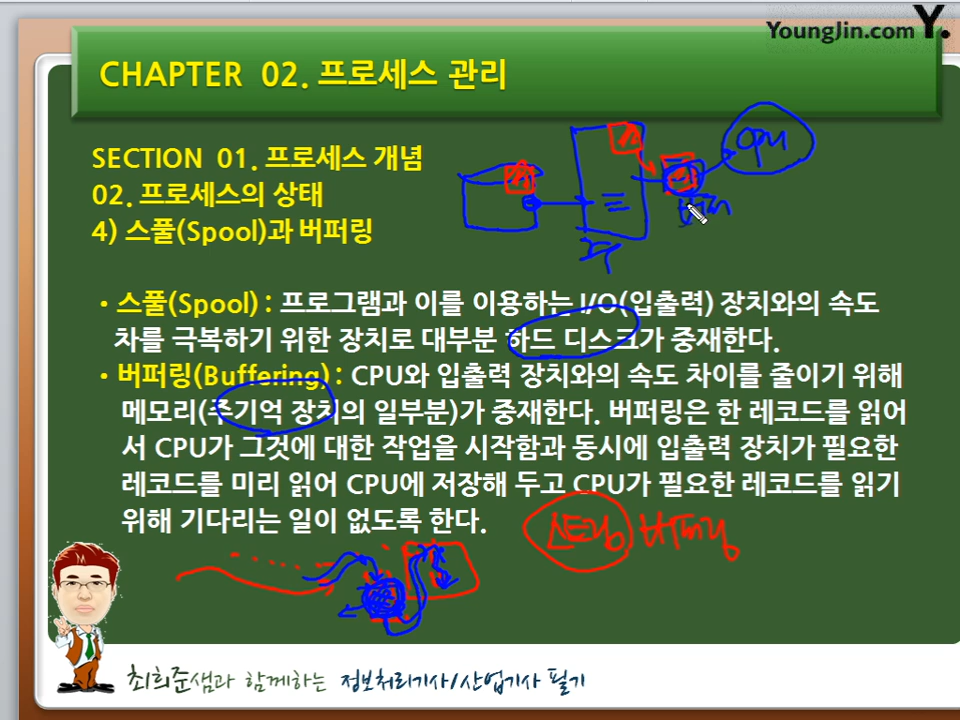 YoungJin.com Y.
CHAPTER 02. 프로세스 관리
SECTION 01. 프로세스 개념
02. 프로세스의 상태
4) 스풀(Spool)과 버퍼링
CPU
버퍼
• 스풀(Spool) : 프로그램과 이를 이용하는 I/O(입출력) 장치와의 속도
차를 극복하기 위한 장치로 대부분 하드 디스크가 중재한다.
• 버퍼링(Buffering) : CPU와 입출력 장치와의 속도 차이를 줄이기 위해
메모리(주기억 장치의 일부분)가 중재한다. 버퍼링은 한 레코드를 읽어
서 CPU가 그것에 대한 작업을 시작함과 동시에 입출력 장치가 필요한
레코드를 미리 읽어 CPU에 저장해 두고 CPU가 필요한 레코드를 읽기
위해 기다리는 일이 없도록 한다.
버퍼링
최희준샘과 함께하는 정보처리기사/산업기사 필기